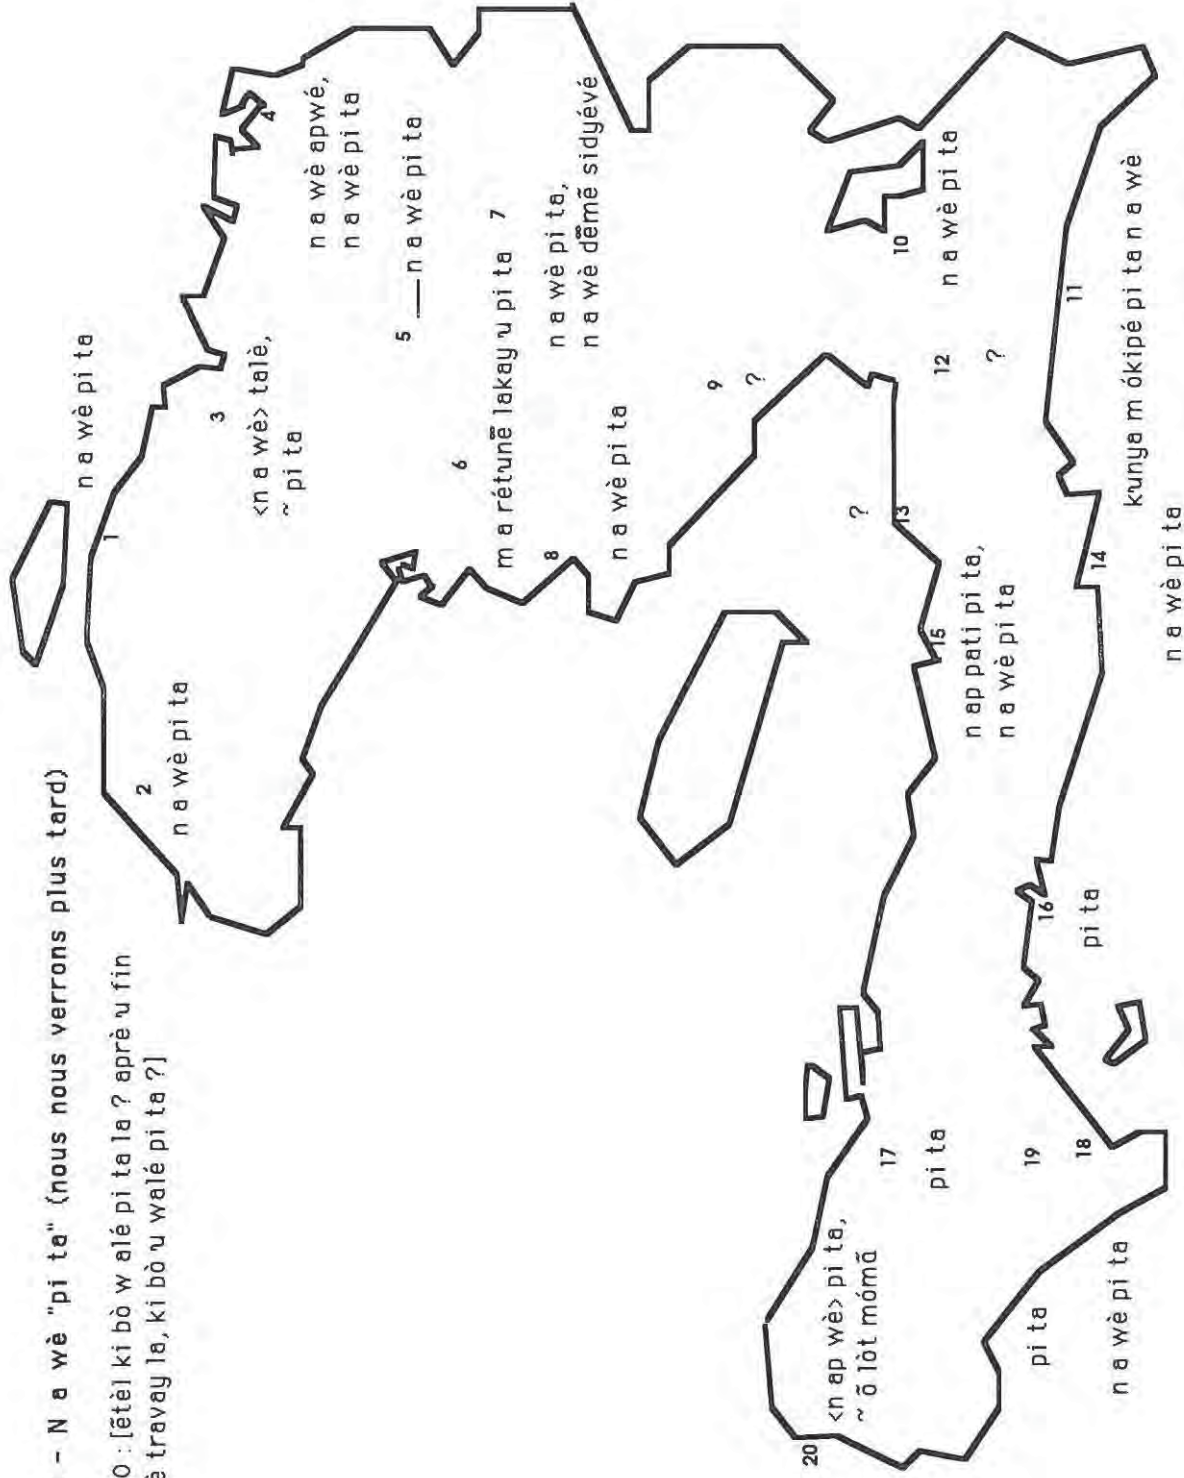 - N a wè "pi ta" (nous nous verrons plus tard)
O : [ẽtèl ki bò w alé pi ta la ? aprè u fin
è travay la, ki bò u walé pi ta ?]
1
n a wè pi ta
2
n a wè pi ta
3
<n a wè> talè,
~ pi ta
4
n a wè apwé,
n a wè pi ta
5 — n a wè pi ta
6
m a rétunẽ lakay u pi ta
7
n a wè pi ta,
n a wè dẽmẽ sidyévé
8
n a wè pi ta
9
?
10
n a wè pi ta
11
kunya m ókipé pi ta n a wè
12
?
13
?
14
n a wè pi ta
15
n ap pati pi ta,
n a wè pi ta
16
pi ta
17
pi ta
18
n a wè pi ta
19
pi ta
20
<n ap wè> pi ta,
~ ã lòt mómã